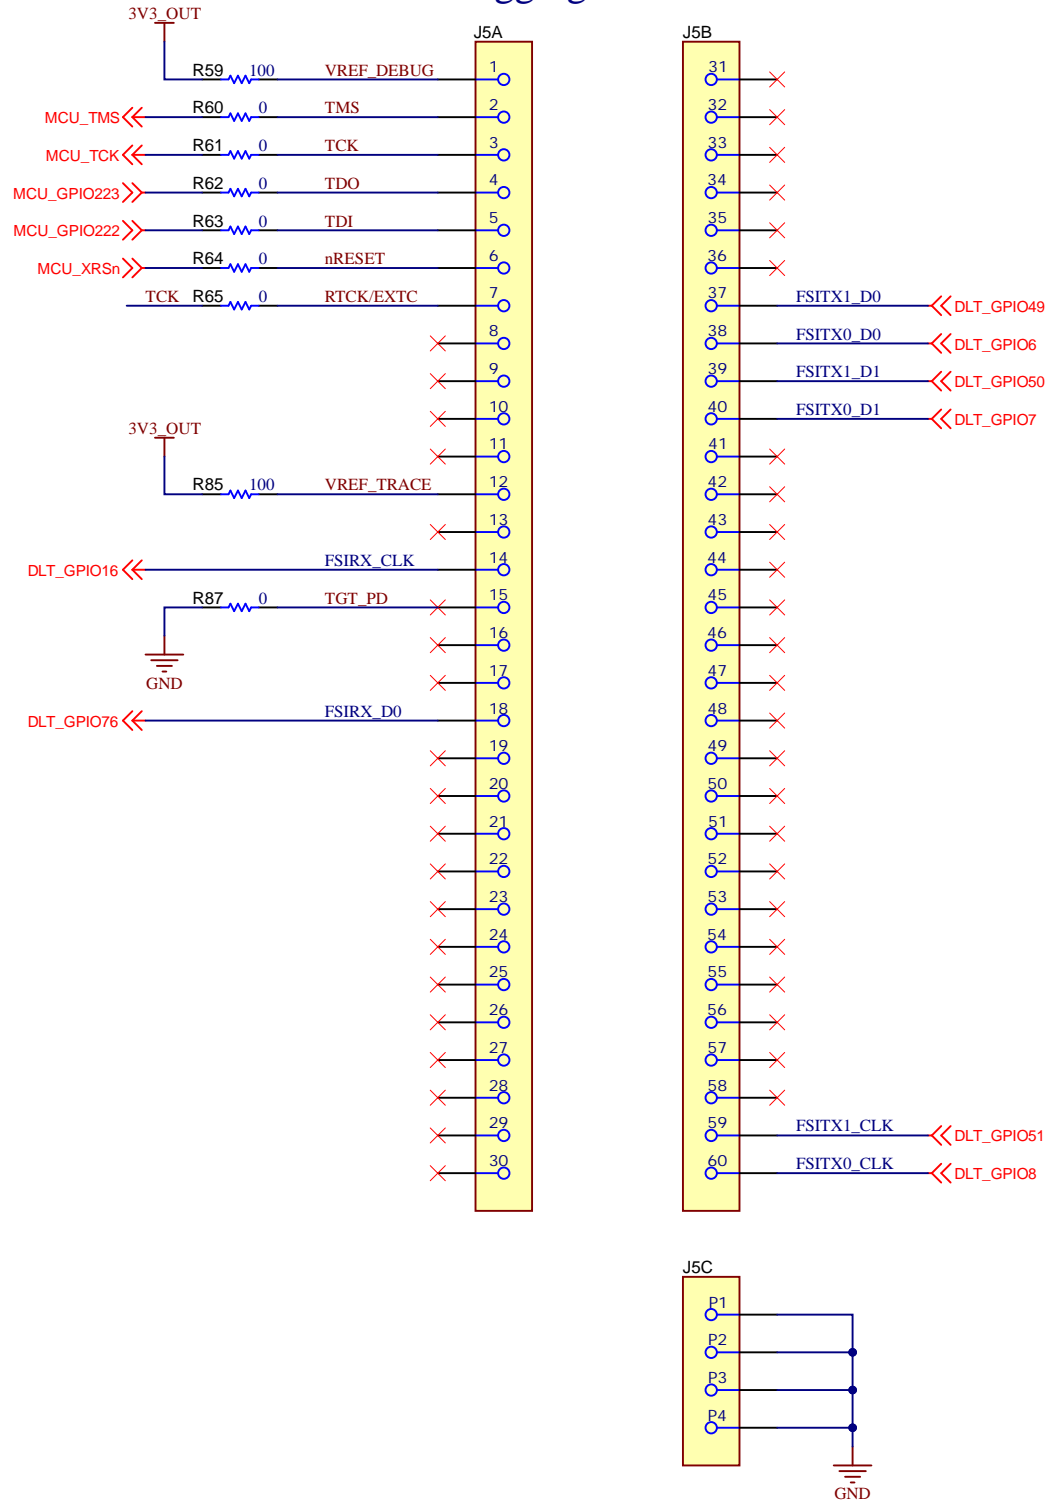 gg g
3V3_OUT
J5A J5B
R59 100 VREF_DEBUG 1 31
MCU_TMS R60 0 TMS 2 32
MCU_TCK R61 0 TCK 3 33
MCU_GPIO223 R62 0 TDO 4 34
MCU_GPIO222 R63 0 TDI 5 35
MCU_XRSn R64 0 nRESET 6 36
TCK R65 0 RTCK/EXTC 7 37 FSITX1_D0 DLT_GPIO49
8 38 FSITX0_D0 DLT_GPIO6
9 39 FSITX1_D1 DLT_GPIO50
10 40 FSITX0_D1 DLT_GPIO7
3V3_OUT
11 41
R85 100 VREF_TRACE 12 42
13 43
DLT_GPIO16 FSIRX_CLK 14 44
R87 0 TGT_PD 15 45
16 46
GND 17 47
DLT_GPIO76 FSIRX_D0 18 48
19 49
20 50
21 51
22 52
23 53
24 54
25 55
26 56
27 57
28 58
29 59 FSITX1_CLK DLT_GPIO51
30 60 FSITX0_CLK DLT_GPIO8
J5C
P1
P2
P3
P4
GND